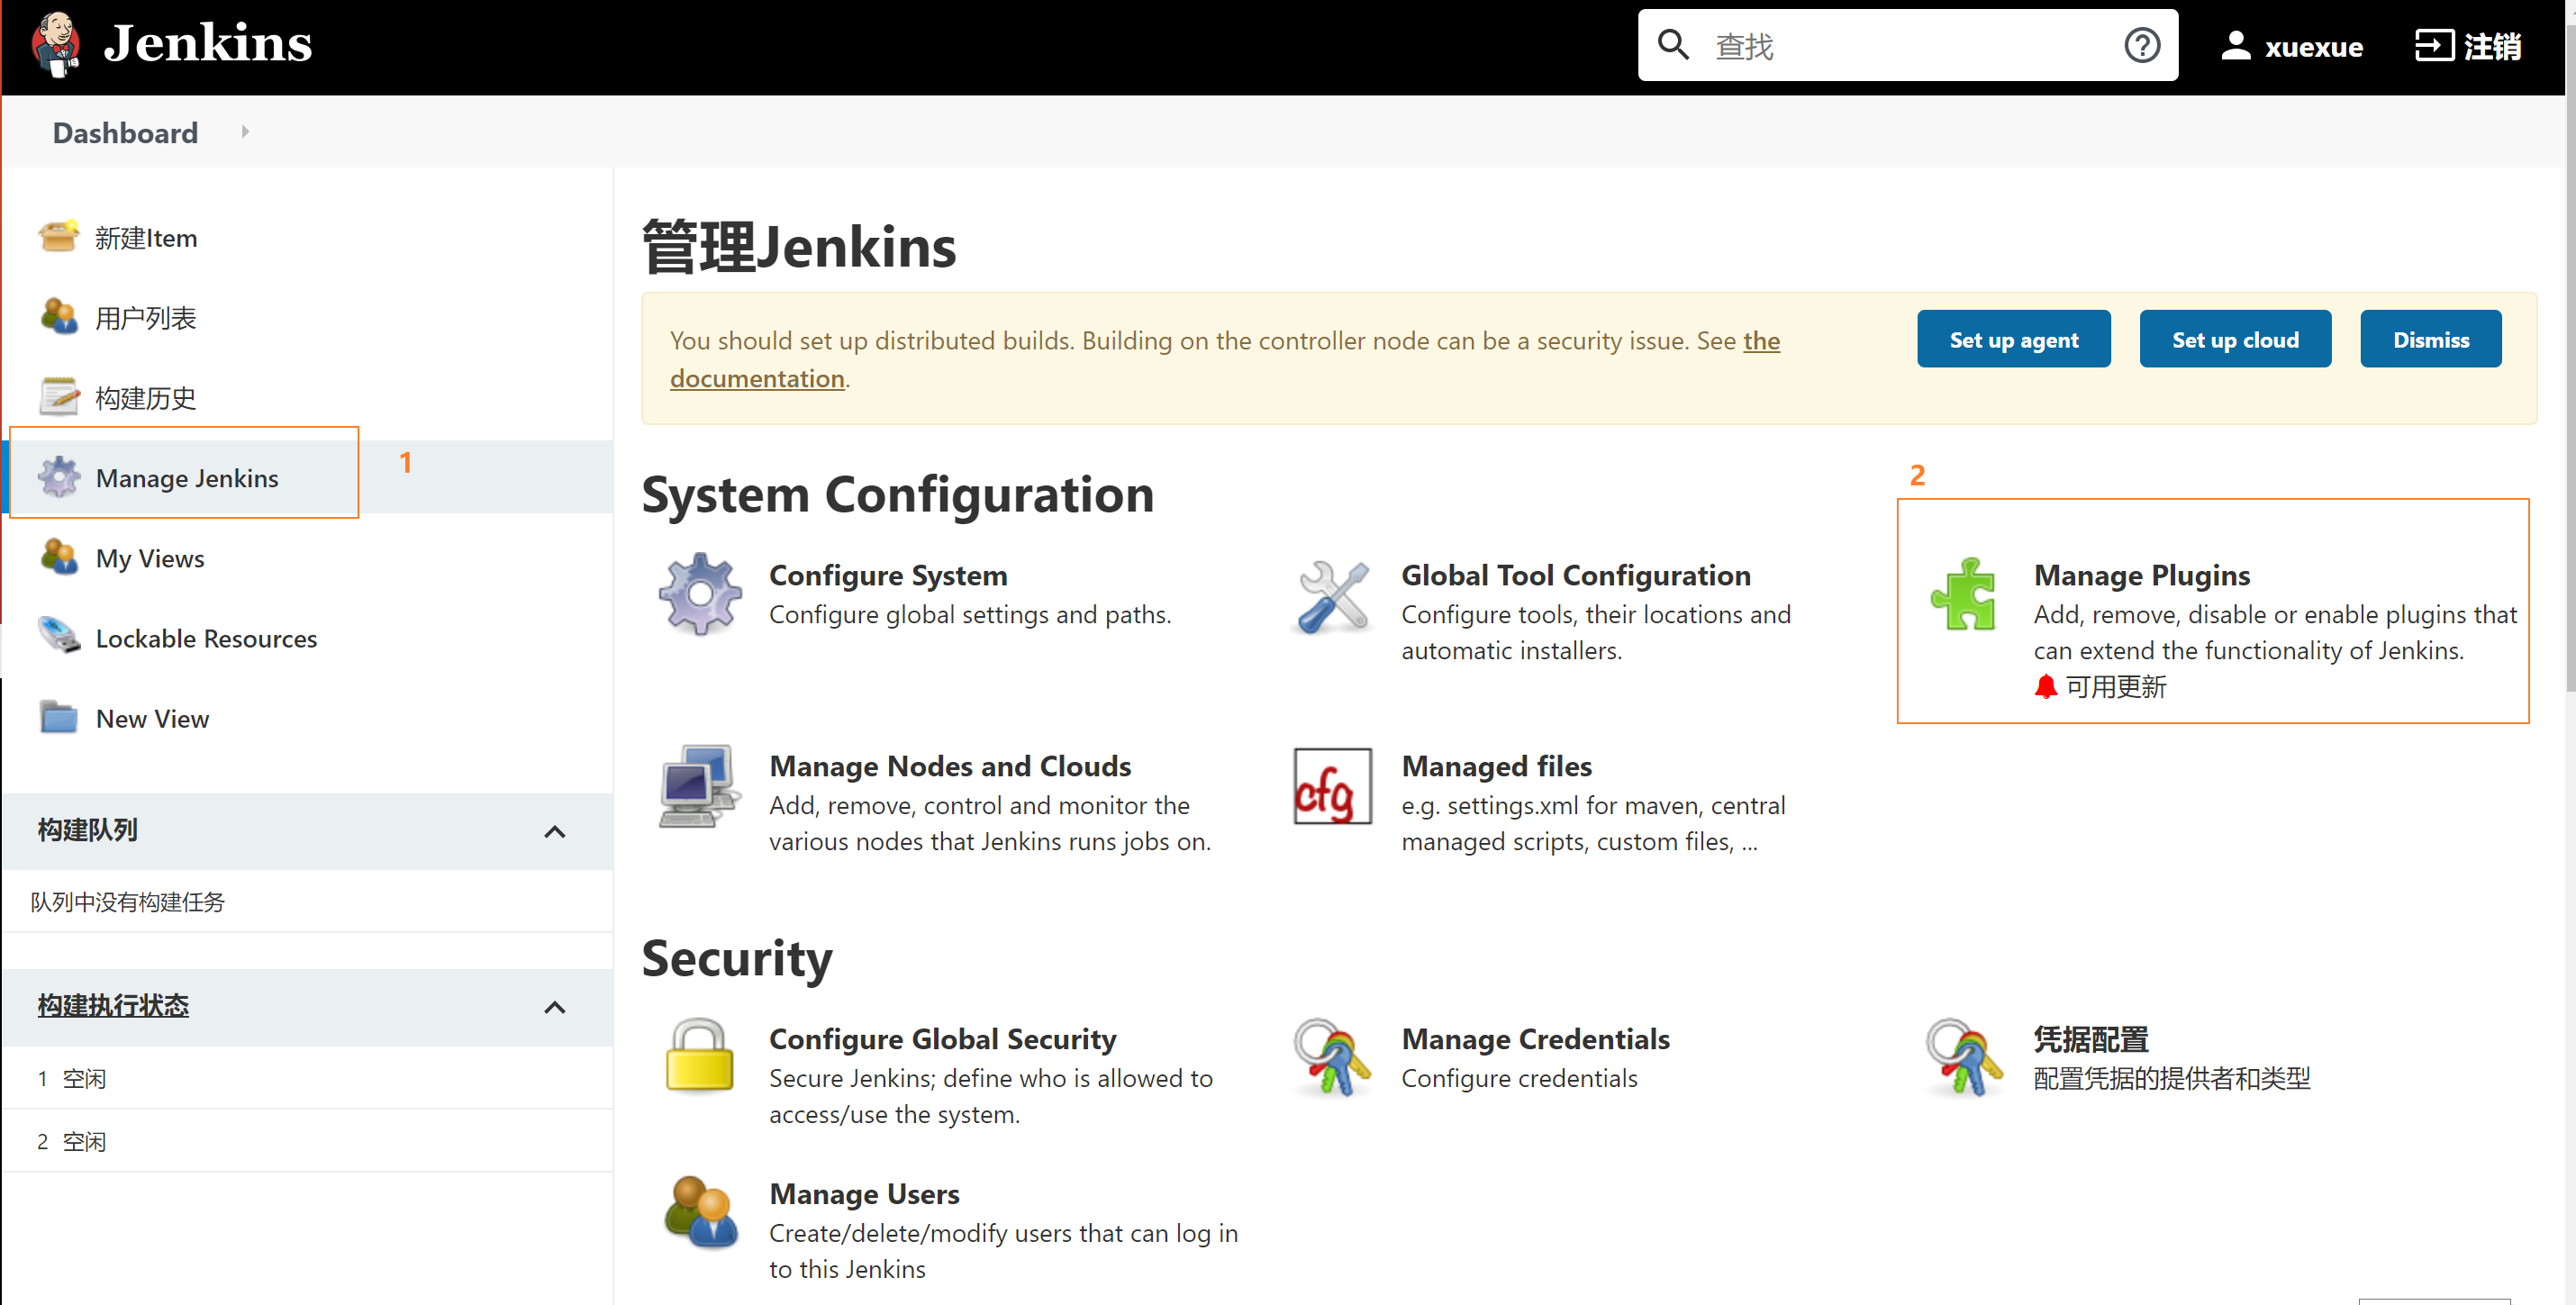 Jenkins
查找
xuexue
注销
Dashboard
新建Item
用户列表
构建历史
Manage Jenkins
1
My Views
Lockable Resources
New View
构建队列
队列中没有构建任务
构建执行状态
1 空闲
2 空闲
管理Jenkins
You should set up distributed builds. Building on the controller node can be a security issue. See the
documentation.
Set up agent
Set up cloud
Dismiss
System Configuration
2
Configure System
Configure global settings and paths.
Global Tool Configuration
Configure tools, their locations and
automatic installers.
Manage Plugins
Add, remove, disable or enable plugins that
can extend the functionality of Jenkins.
可用更新
Manage Nodes and Clouds
Add, remove, control and monitor the
various nodes that Jenkins runs jobs on.
Managed files
cfg
e.g. settings.xml for maven, central
managed scripts, custom files, ...
Security
Configure Global Security
Secure Jenkins; define who is allowed to
access/use the system.
Manage Credentials
Configure credentials
凭据配置
配置凭据的提供者和类型
Manage Users
Create/delete/modify users that can log in
to this Jenkins